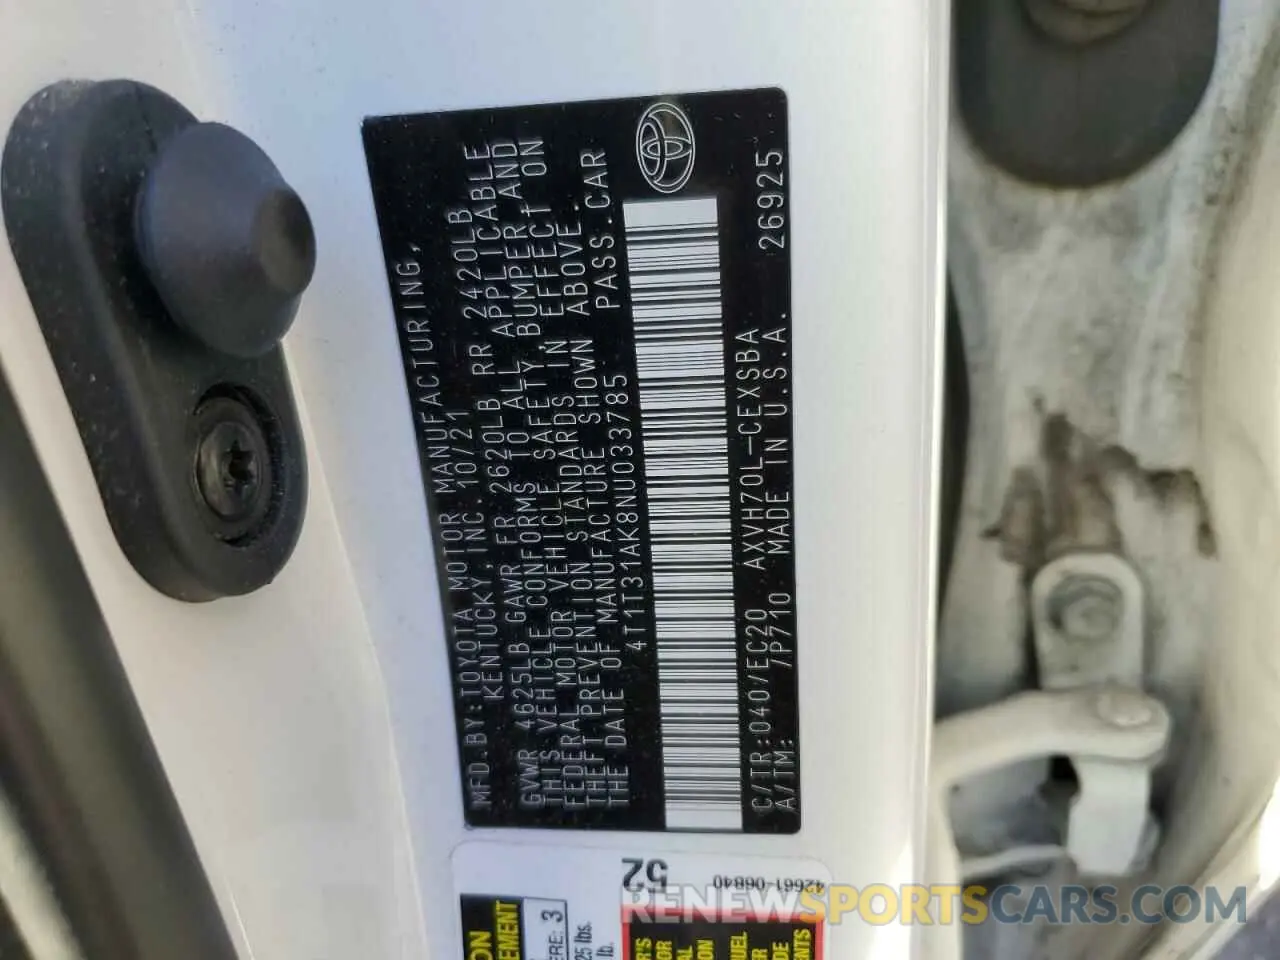 MFD.BY:TOYOTA MOTOR MANUFACTURING,
KENTUCKY,INC. 10/21
GVWR 4625LB GAWR FR 2620LB RR 2420LB
THIS VEHICLE CONFORMS TO ALL APPLICABLE
FEDERAL MOTOR VEHICLE SAFETY, BUMPER, AND
THEFT PREVENTION STANDARDS IN EFFECT ON
THE DATE OF MANUFACTURE SHOWN ABOVE.
4T1T31AK8NU033785 PASS.CAR
C/TR:040/EC20 AXVH70L-CEXSBA
A/TM: /P710 MADE IN U.S.A. 26925
52
42661-06B40
RENEWSPORTSCARS.COM